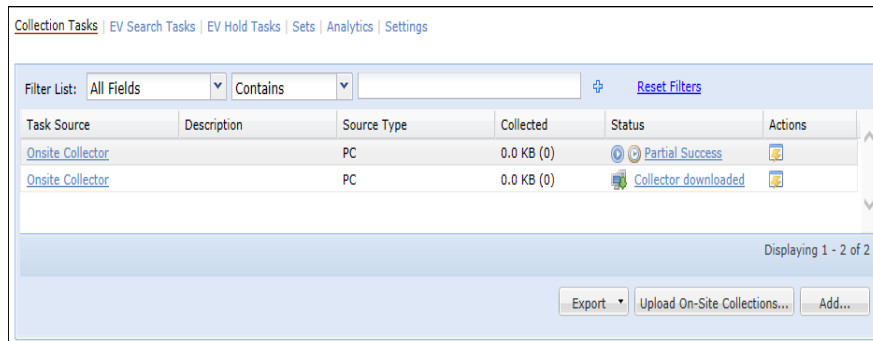 Collection Tasks | EV Search Tasks | EV Hold Tasks | Sets | Analytics | Settings
Filter List: All Fields Contains Reset Filters
Task Source Description Source Type Collected Status Actions
Onsite Collector PC 0.0 KB (0) Partial Success
Onsite Collector PC 0.0 KB (0) Collector downloaded
Displaying 1 - 2 of 2
Export Upload On-Site Collections... Add...